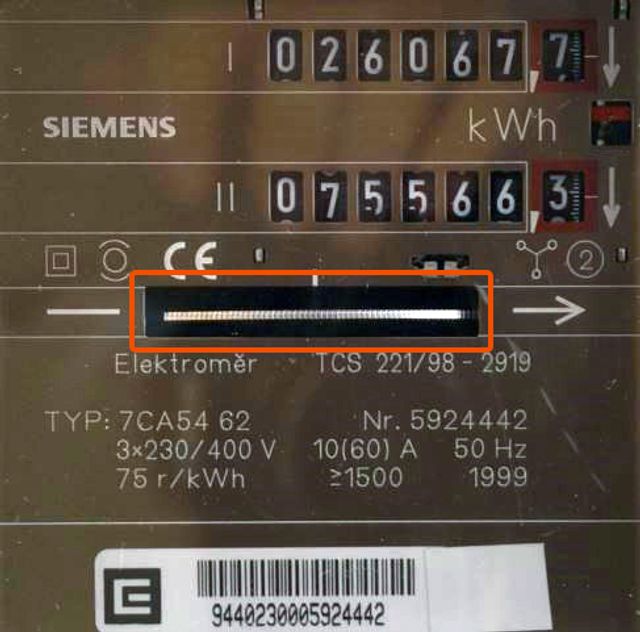 I 026067 7
SIEMENS kWh
II 075566 3
CE 2
Elektroměr TCS 221/98 - 2919
TYP: 7CA54 62 Nr. 5924442
3×230/400 V 10(60) A 50 Hz
75 r/kWh ≥1500 1999
9440230005924442